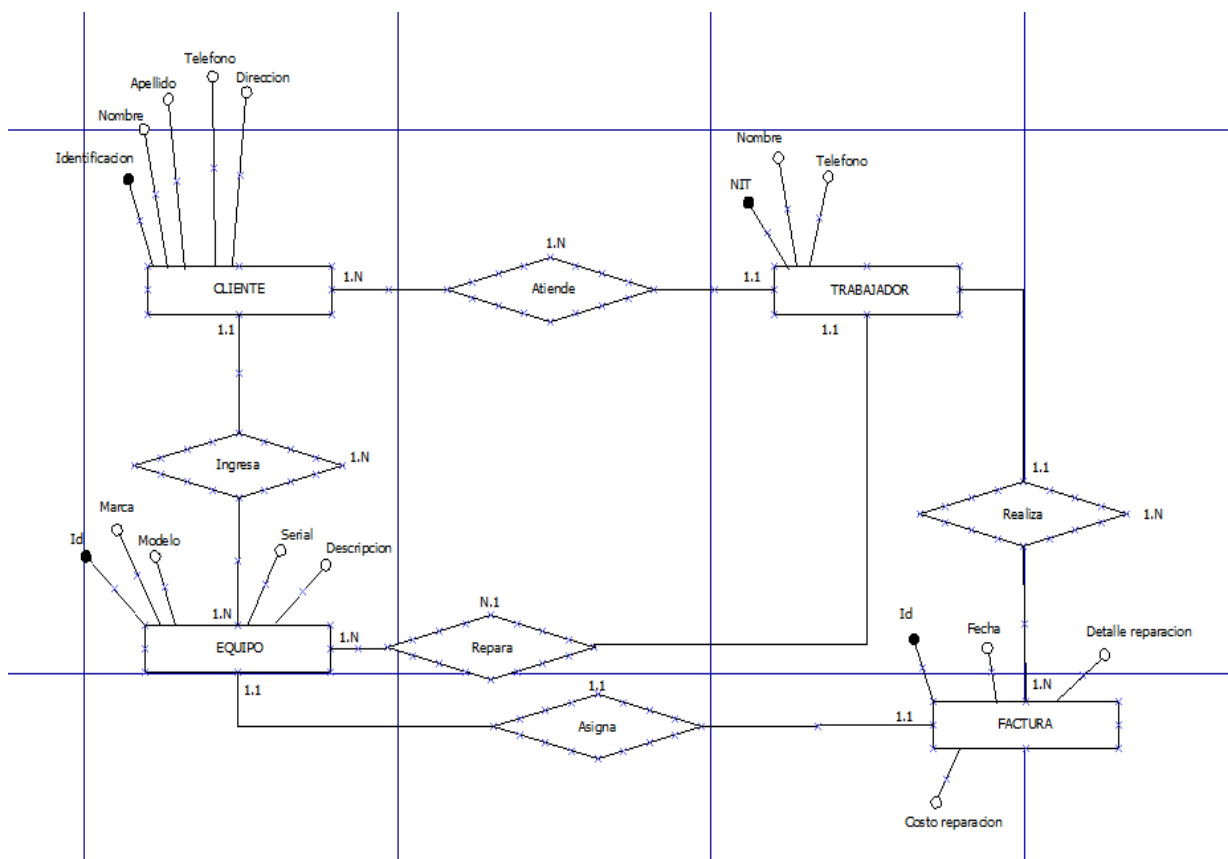 Telefono
Apellido
Direccion
Nombre
Identificacion
Nombre
Telefono
NIT
1.N
CLIENTE
1.N
Atiende
1.1
TRABAJADOR
1.1
1.1
Ingresa
1.N
1.1
Realiza
1.N
Marca
Id
Modelo
Serial
Descripcion
1.N
EQUIPO
1.N
N.1
Repara
Id
Fecha
Detalle reparacion
1.1
1.1
Asigna
1.1
1.N
FACTURA
Costo reparacion